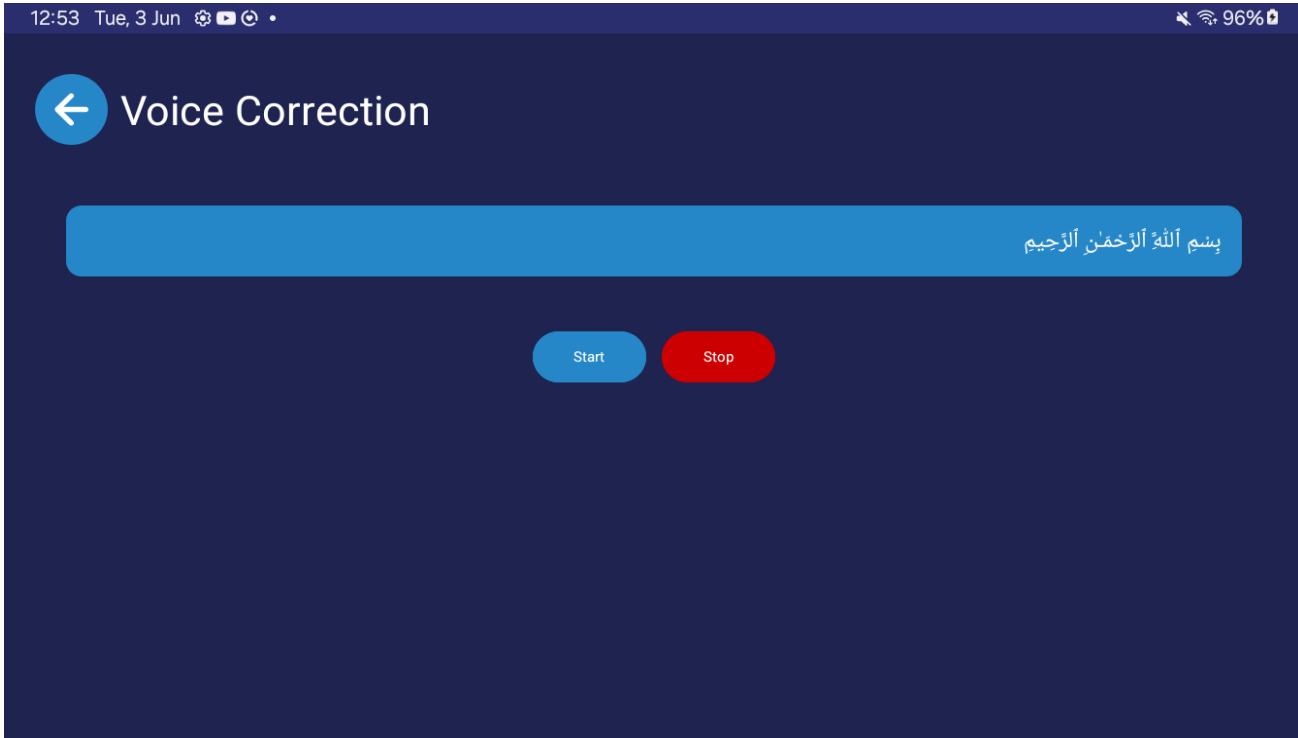 12:53 Tue, 3 Jun 96%
Voice Correction
بِسْمِ ٱللَّهِ ٱلرَّحْمَـٰنِ ٱلرَّحِيمِ
Start Stop